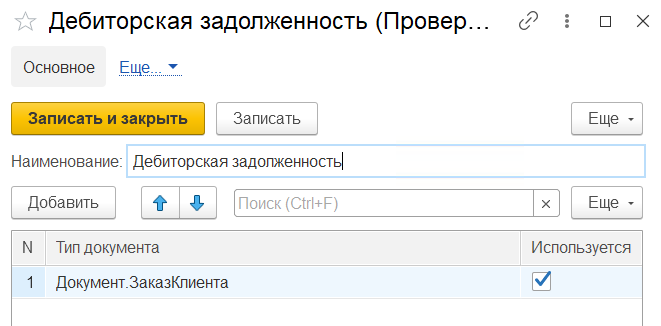 Дебиторская задолженность (Провер...
Основное Еще...
Записать и закрыть Записать Еще
Наименование: Дебиторская задолженность
Добавить Поиск (Ctrl+F) × Еще
N Тип документа Используется
1 Документ.ЗаказКлиента